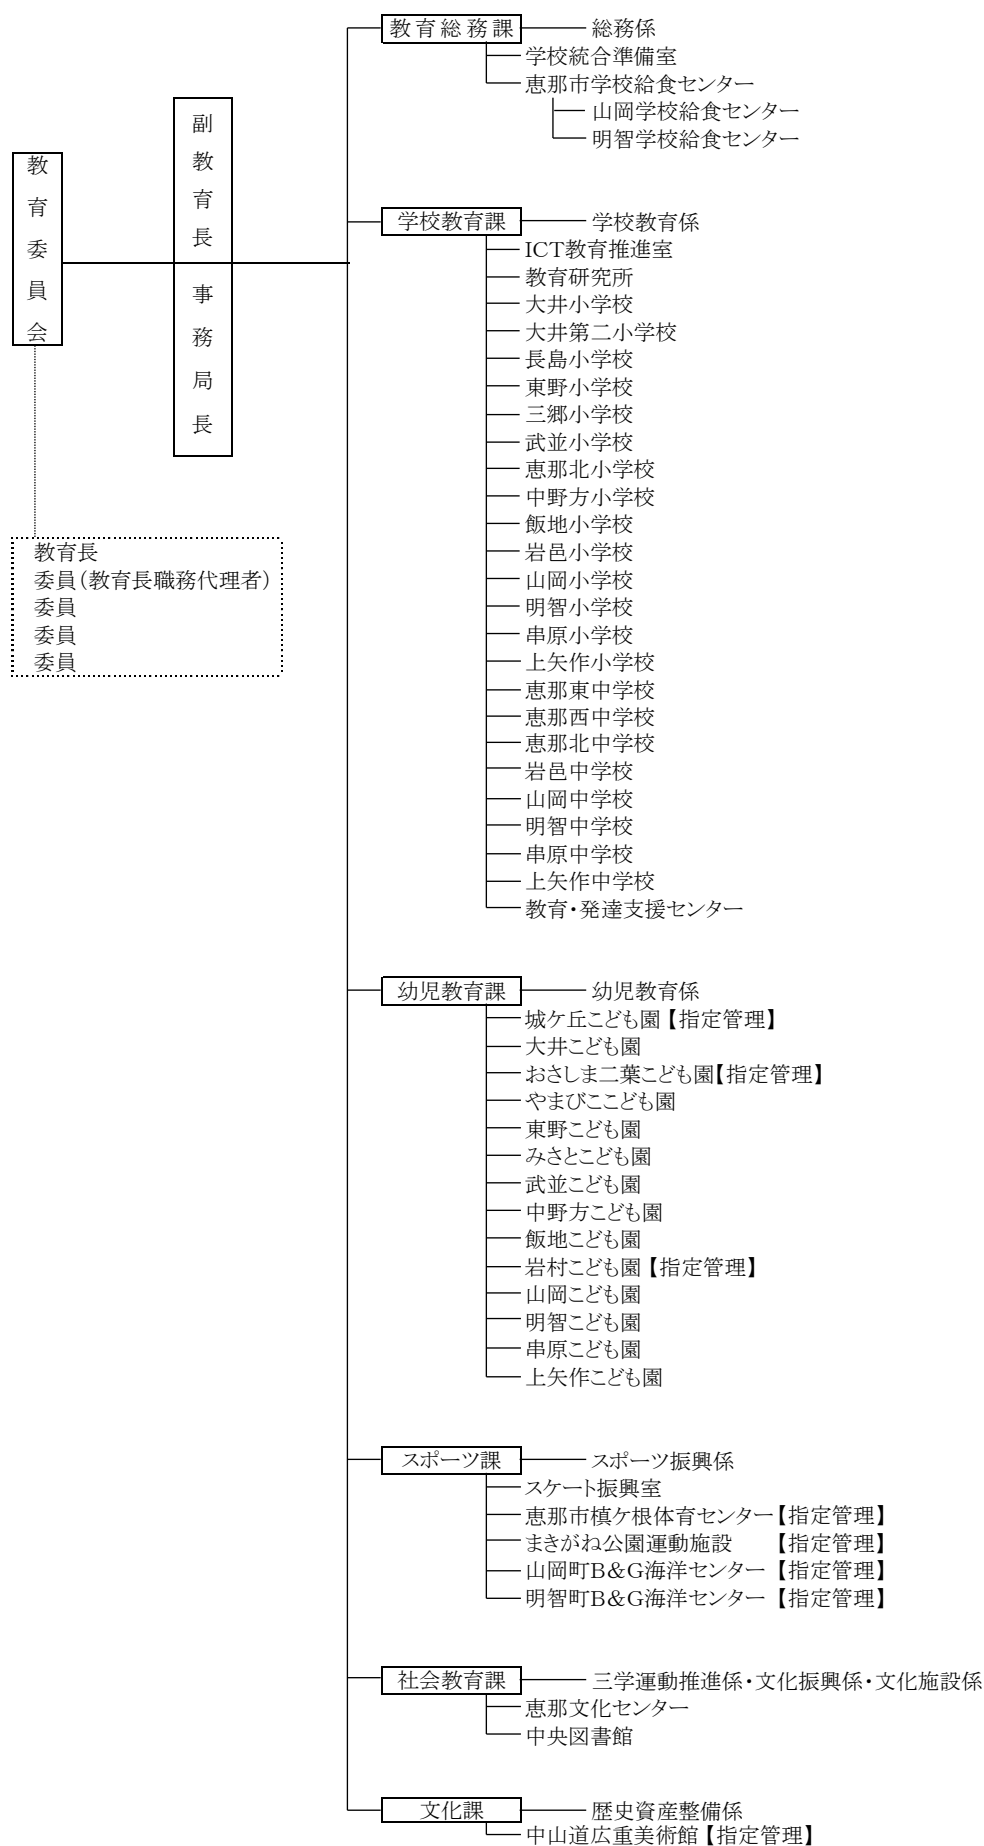 教育委員会
副教育長
事務局長
教育長
委員(教育長職務代理者)
委員
委員
委員
教育総務課 総務係
学校統合準備室
恵那市学校給食センター
山岡学校給食センター
明智学校給食センター
学校教育課 学校教育係
ICT教育推進室
教育研究所
大井小学校
大井第二小学校
長島小学校
東野小学校
三郷小学校
武並小学校
恵那北小学校
中野方小学校
飯地小学校
岩邑小学校
山岡小学校
明智小学校
串原小学校
上矢作小学校
恵那東中学校
恵那西中学校
恵那北中学校
岩邑中学校
山岡中学校
明智中学校
串原中学校
上矢作中学校
教育・発達支援センター
幼児教育課 幼児教育係
城ケ丘こども園【指定管理】
大井こども園
おさしま二葉こども園【指定管理】
やまびここども園
東野こども園
みさとこども園
武並こども園
中野方こども園
飯地こども園
岩村こども園【指定管理】
山岡こども園
明智こども園
串原こども園
上矢作こども園
スポーツ課 スポーツ振興係
スケート振興室
恵那市槙ケ根体育センター【指定管理】
まきがね公園運動施設 【指定管理】
山岡町B&G海洋センター 【指定管理】
明智町B&G海洋センター 【指定管理】
社会教育課 三学運動推進係・文化振興係・文化施設係
恵那文化センター
中央図書館
文化課 歴史資産整備係
中山道広重美術館【指定管理】